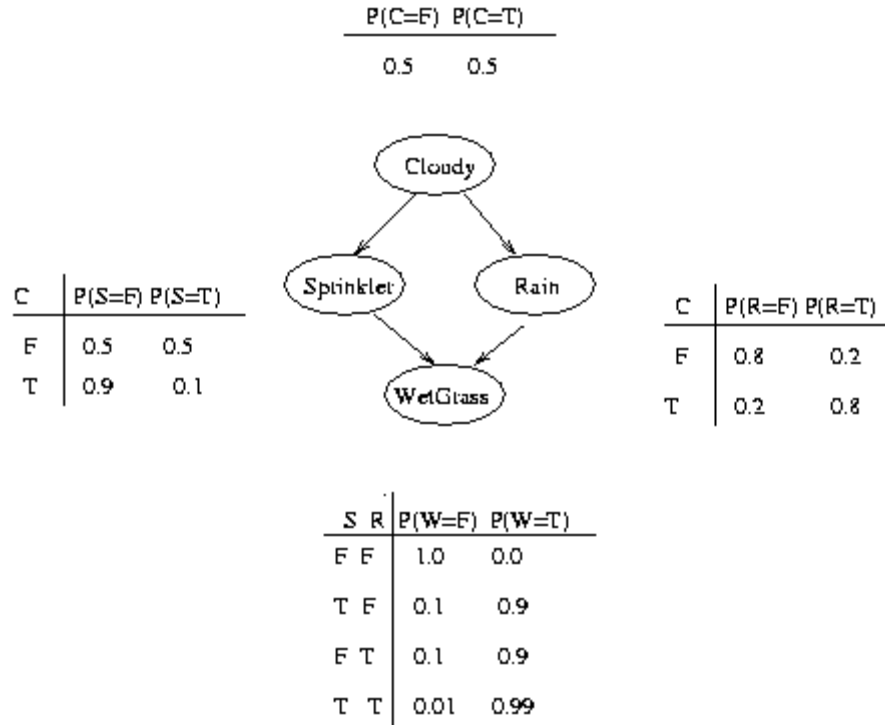 P(C=F) P(C=T)
0.5 0.5
Cloudy
Sprinkler
Rain
WetGrass
C P(S=F) P(S=T)
F 0.5 0.5
T 0.9 0.1
C P(R=F) P(R=T)
F 0.8 0.2
T 0.2 0.8
S R P(W=F) P(W=T)
F F 1.0 0.0
T F 0.1 0.9
F T 0.1 0.9
T T 0.01 0.99